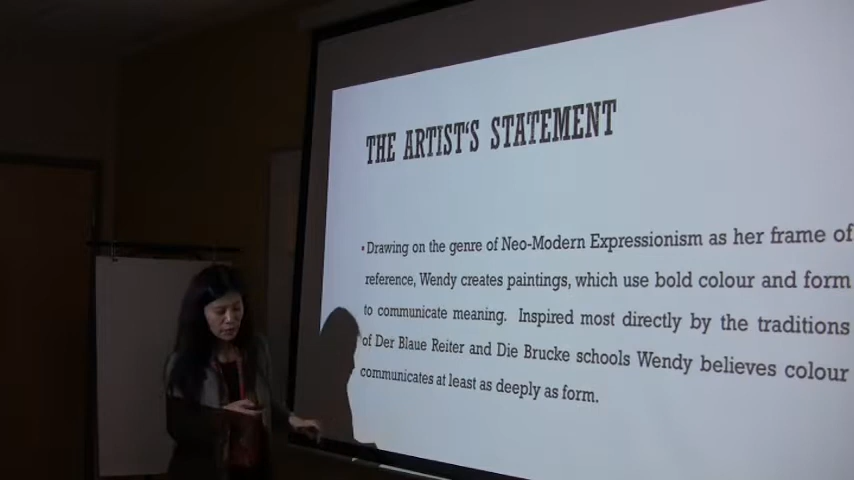 THE ARTIST'S STATEMENT
• Drawing on the genre of Neo-Modern Expressionism as her frame of
reference, Wendy creates paintings, which use bold colour and form
to communicate meaning. Inspired most directly by the traditions
of Der Blaue Reiter and Die Brucke schools Wendy believes colour
communicates at least as deeply as form.